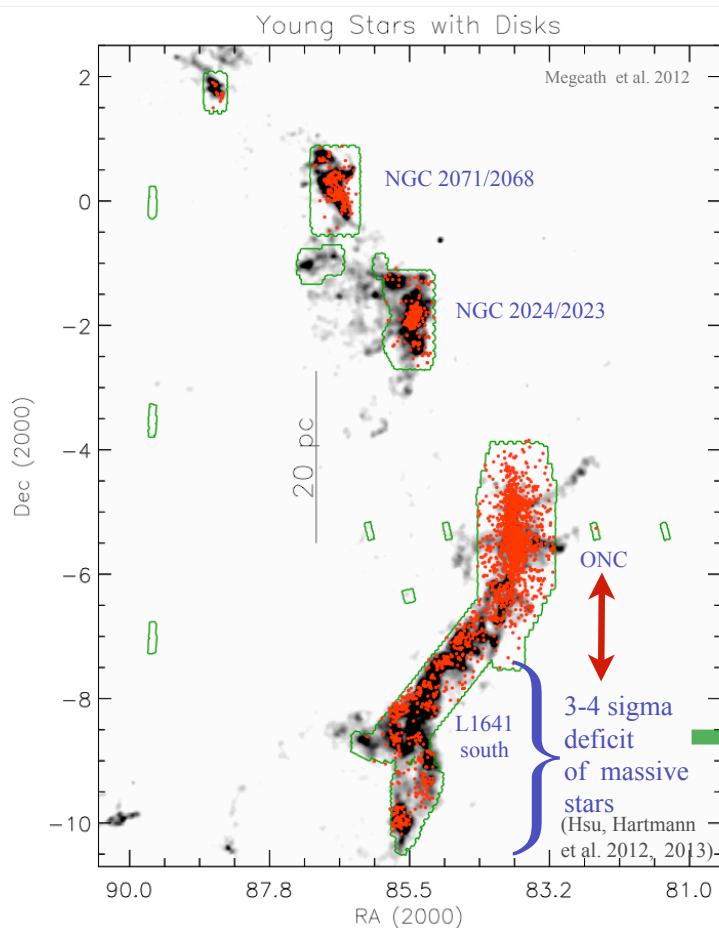 Young Stars with Disks
Megeath et al. 2012
2
0
−2
−4
−6
−8
−10
Dec (2000)
NGC 2071/2068
NGC 2024/2023
20 pc
ONC
L1641
south
3-4 sigma
deficit
of massive
stars
(Hsu, Hartmann
et al. 2012, 2013)
90.0 87.8 85.5 83.2 81.0
RA (2000)